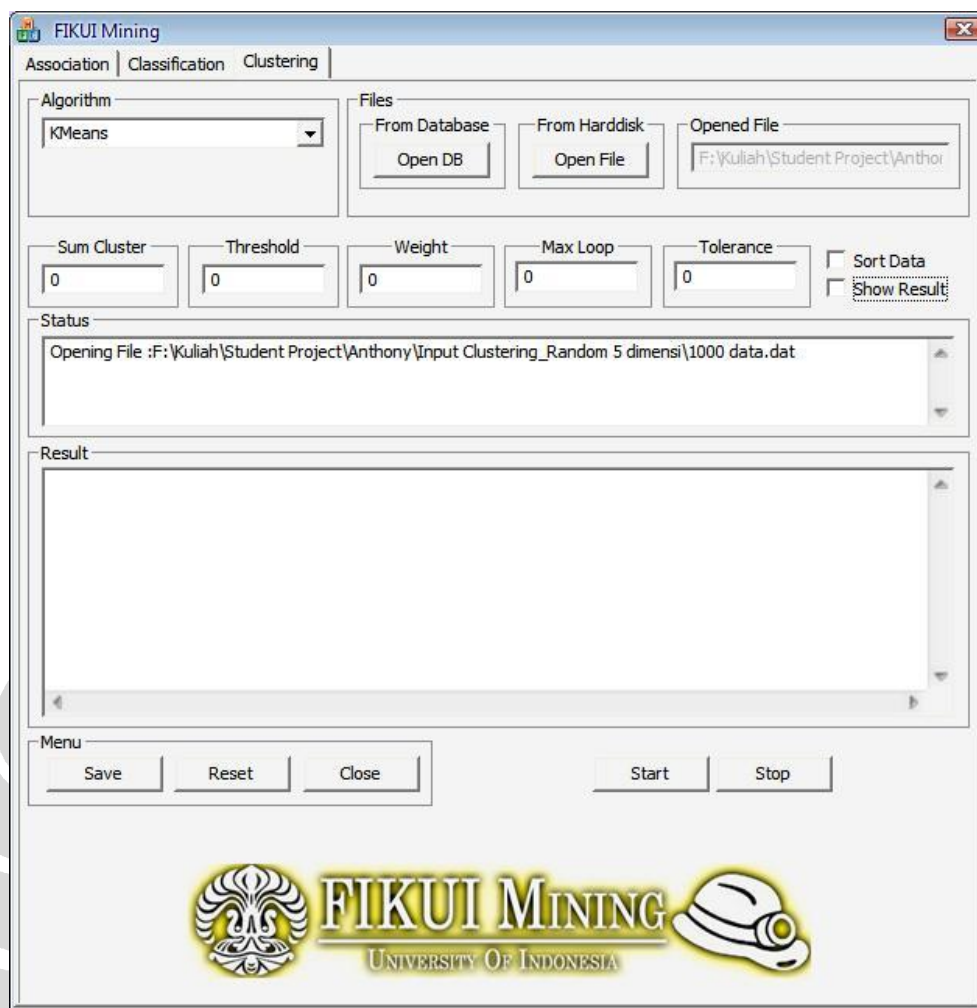 FIKUI Mining
Association Classification Clustering
Algorithm
KMeans
Files
From Database
Open DB
From Harddisk
Open File
Opened File
F:\Kuliah\Student Project\Anthor
Sum Cluster
0
Threshold
0
Weight
0
Max Loop
0
Tolerance
0
Sort Data
Show Result
Status
Opening File :F:\Kuliah\Student Project\Anthony\Input Clustering_Random 5 dimensi\1000 data.dat
Result
Menu
Save Reset Close
Start Stop
FIKUI MINING
UNIVERSITY OF INDONESIA